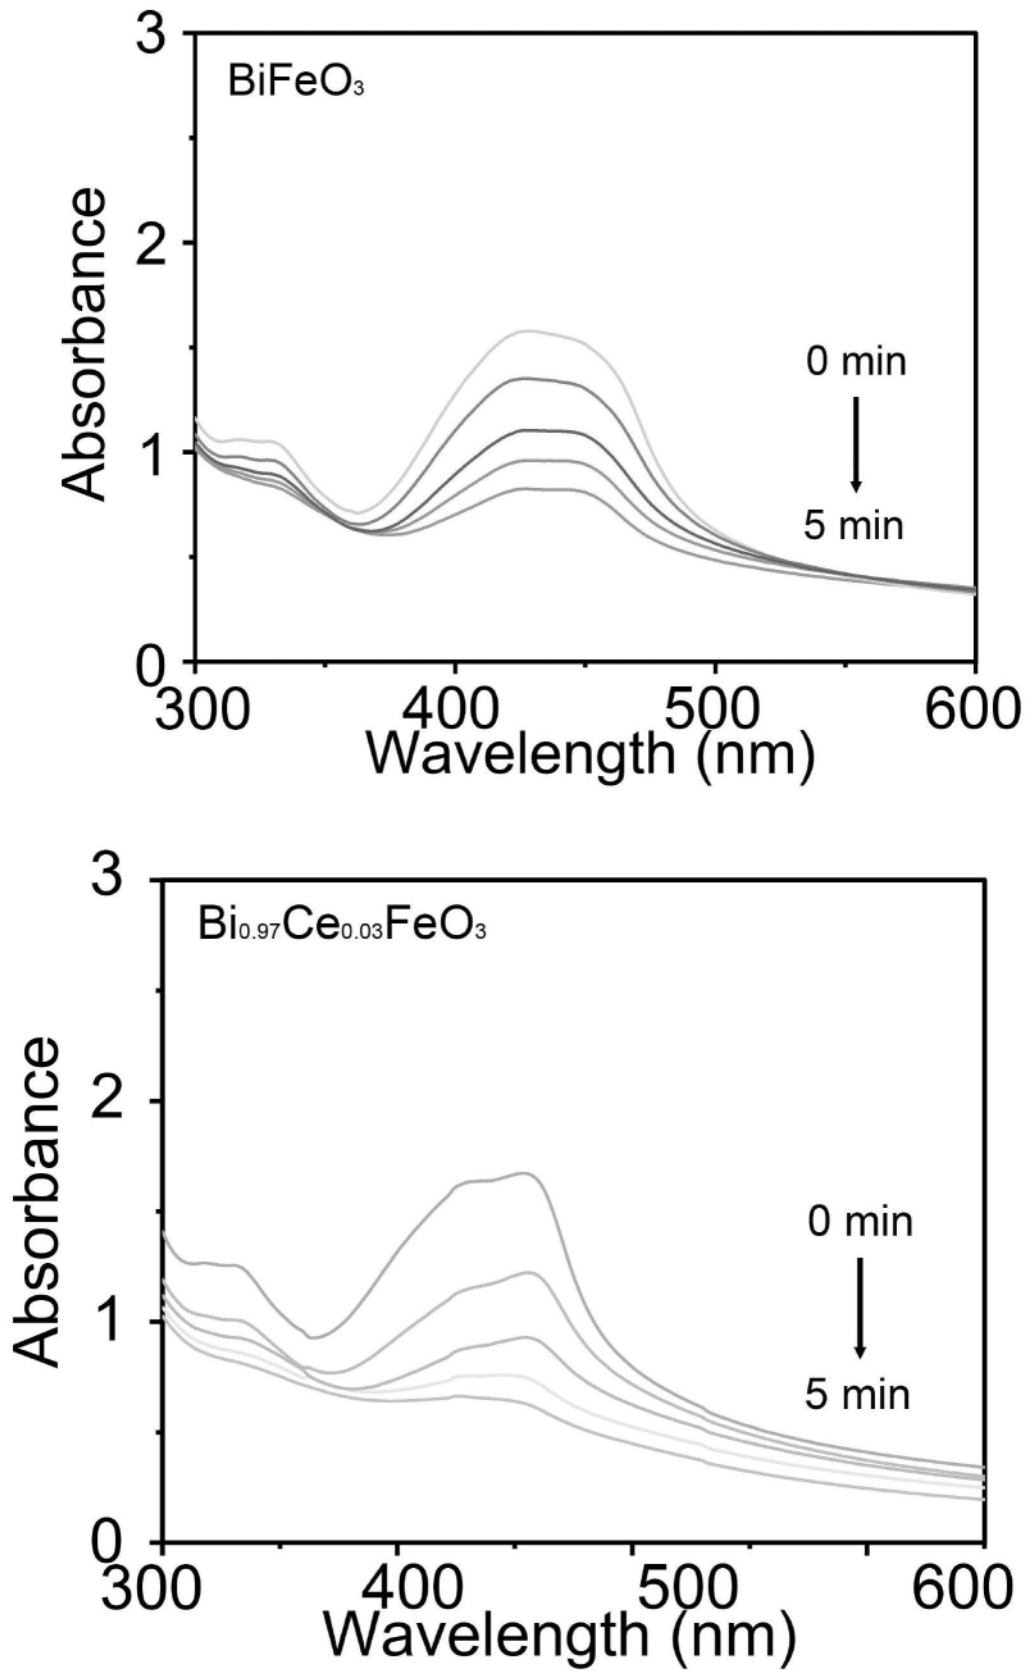 3
BiFeO₃
2
Absorbance
0 min
1
5 min
0
300 400 500 600
Wavelength (nm)
3
Bi₀.₉₇Ce₀.₀₃FeO₃
2
Absorbance
0 min
1
5 min
0
300 400 500 600
Wavelength (nm)